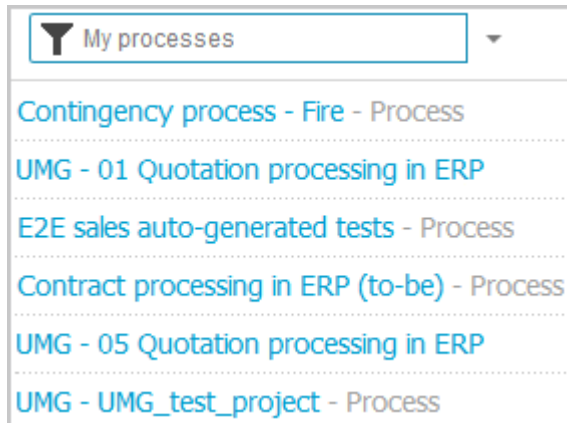 My processes
Contingency process - Fire - Process
UMG - 01 Quotation processing in ERP
E2E sales auto-generated tests - Process
Contract processing in ERP (to-be) - Process
UMG - 05 Quotation processing in ERP
UMG - UMG_test_project - Process